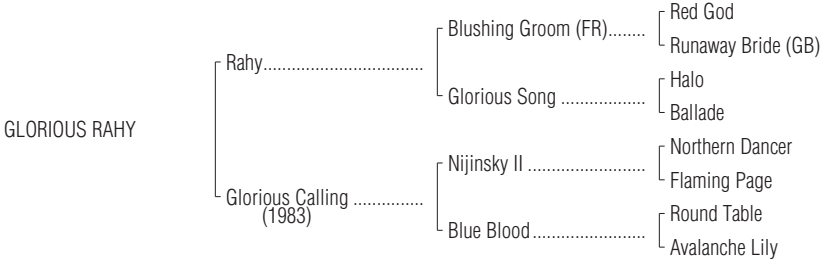 Red God
Blushing Groom (FR)........
Runaway Bride (GB)
Rahy.................................
Halo
Glorious Song ..................
Ballade
GLORIOUS RAHY
Northern Dancer
Nijinsky II .........................
Flaming Page
Glorious Calling ...............
(1983)
Round Table
Blue Blood........................
Avalanche Lily